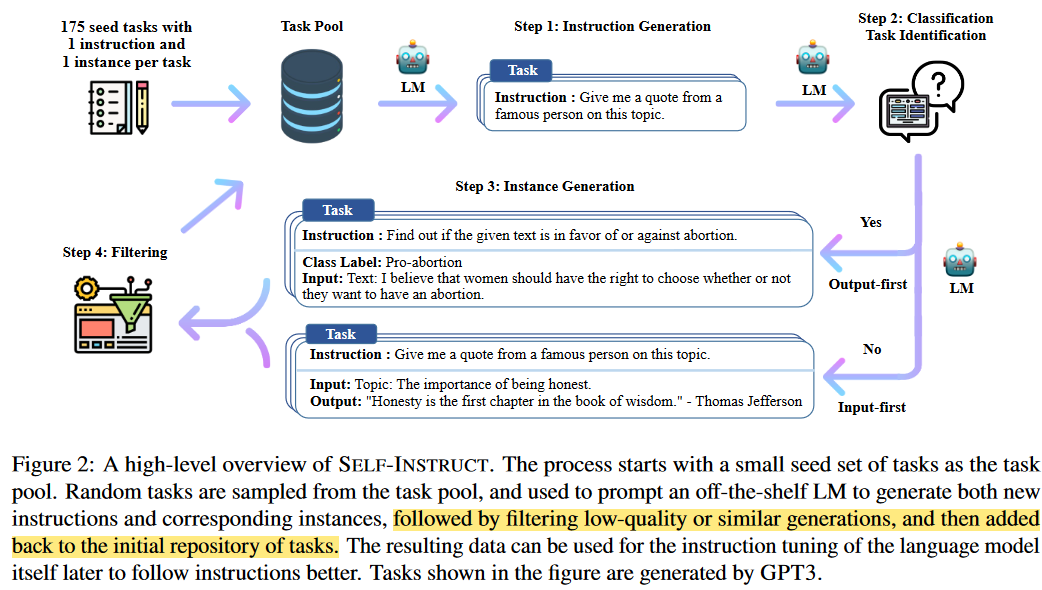 175 seed tasks with
1 instruction and
1 instance per task
Task Pool
Step 1: Instruction Generation
Step 2: Classification
Task Identification
LM
Task
Instruction : Give me a quote from a
famous person on this topic.
LM
Step 3: Instance Generation
Task
Instruction : Find out if the given text is in favor of or against abortion.
Class Label: Pro-abortion
Input: Text: I believe that women should have the right to choose whether or not
they want to have an abortion.
Yes
Output-first
LM
Step 4: Filtering
Task
Instruction : Give me a quote from a famous person on this topic.
Input: Topic: The importance of being honest.
Output: "Honesty is the first chapter in the book of wisdom." - Thomas Jefferson
No
Input-first
Figure 2: A high-level overview of SELF-INSTRUCT. The process starts with a small seed set of tasks as the task
pool. Random tasks are sampled from the task pool, and used to prompt an off-the-shelf LM to generate both new
instructions and corresponding instances, followed by filtering low-quality or similar generations, and then added
back to the initial repository of tasks. The resulting data can be used for the instruction tuning of the language model
itself later to follow instructions better. Tasks shown in the figure are generated by GPT3.